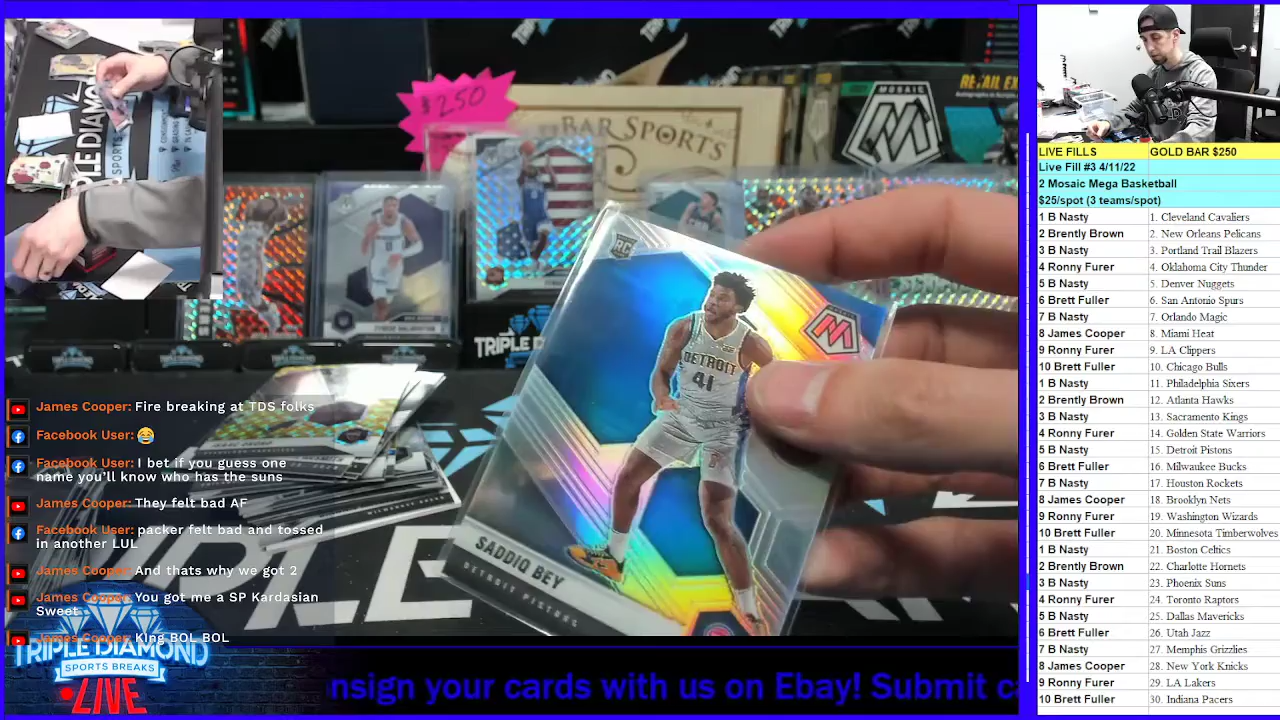 $250
BAR SPORTS
MOSAIC
RETAIL EX
RC
DETROIT
41
SADDIQ BEY
DETROIT PISTONS
TRIPLE DIAMOND
James Cooper: Fire breaking at TDS folks
Facebook User: 😂
Facebook User: I bet if you guess one
name you'll know who has the suns
James Cooper: They felt bad AF
Facebook User: packer felt bad and tossed
in another LUL
James Cooper: And thats why we got 2
James Cooper: You got me a SP Kardasian
Sweet
James Cooper: King BOL BOL
TRIPLE DIAMOND
SPORTS BREAKS
LIVE
nsign your cards with
n Ebay! Submi
LIVE FILLS GOLD BAR $250
Live Fill #3 4/11/22
2 Mosaic Mega Basketball
$25/spot (3 teams/spot)
1 B Nasty 1. Cleveland Cavaliers
2 Brently Brown 2. New Orleans Pelicans
3 B Nasty 3. Portland Trail Blazers
4 Ronny Furer 4. Oklahoma City Thunder
5 B Nasty 5. Denver Nuggets
6 Brett Fuller 6. San Antonio Spurs
7 B Nasty 7. Orlando Magic
8 James Cooper 8. Miami Heat
9 Ronny Furer 9. LA Clippers
10 Brett Fuller 10. Chicago Bulls
1 B Nasty 11. Philadelphia Sixers
2 Brently Brown 12. Atlanta Hawks
3 B Nasty 13. Sacramento Kings
4 Ronny Furer 14. Golden State Warriors
5 B Nasty 15. Detroit Pistons
6 Brett Fuller 16. Milwaukee Bucks
7 B Nasty 17. Houston Rockets
8 James Cooper 18. Brooklyn Nets
9 Ronny Furer 19. Washington Wizards
10 Brett Fuller 20. Minnesota Timberwolves
1 B Nasty 21. Boston Celtics
2 Brently Brown 22. Charlotte Hornets
3 B Nasty 23. Phoenix Suns
4 Ronny Furer 24. Toronto Raptors
5 B Nasty 25. Dallas Mavericks
6 Brett Fuller 26. Utah Jazz
7 B Nasty 27. Memphis Grizzlies
8 James Cooper 28. New York Knicks
9 Ronny Furer 29. LA Lakers
10 Brett Fuller 30. Indiana Pacers